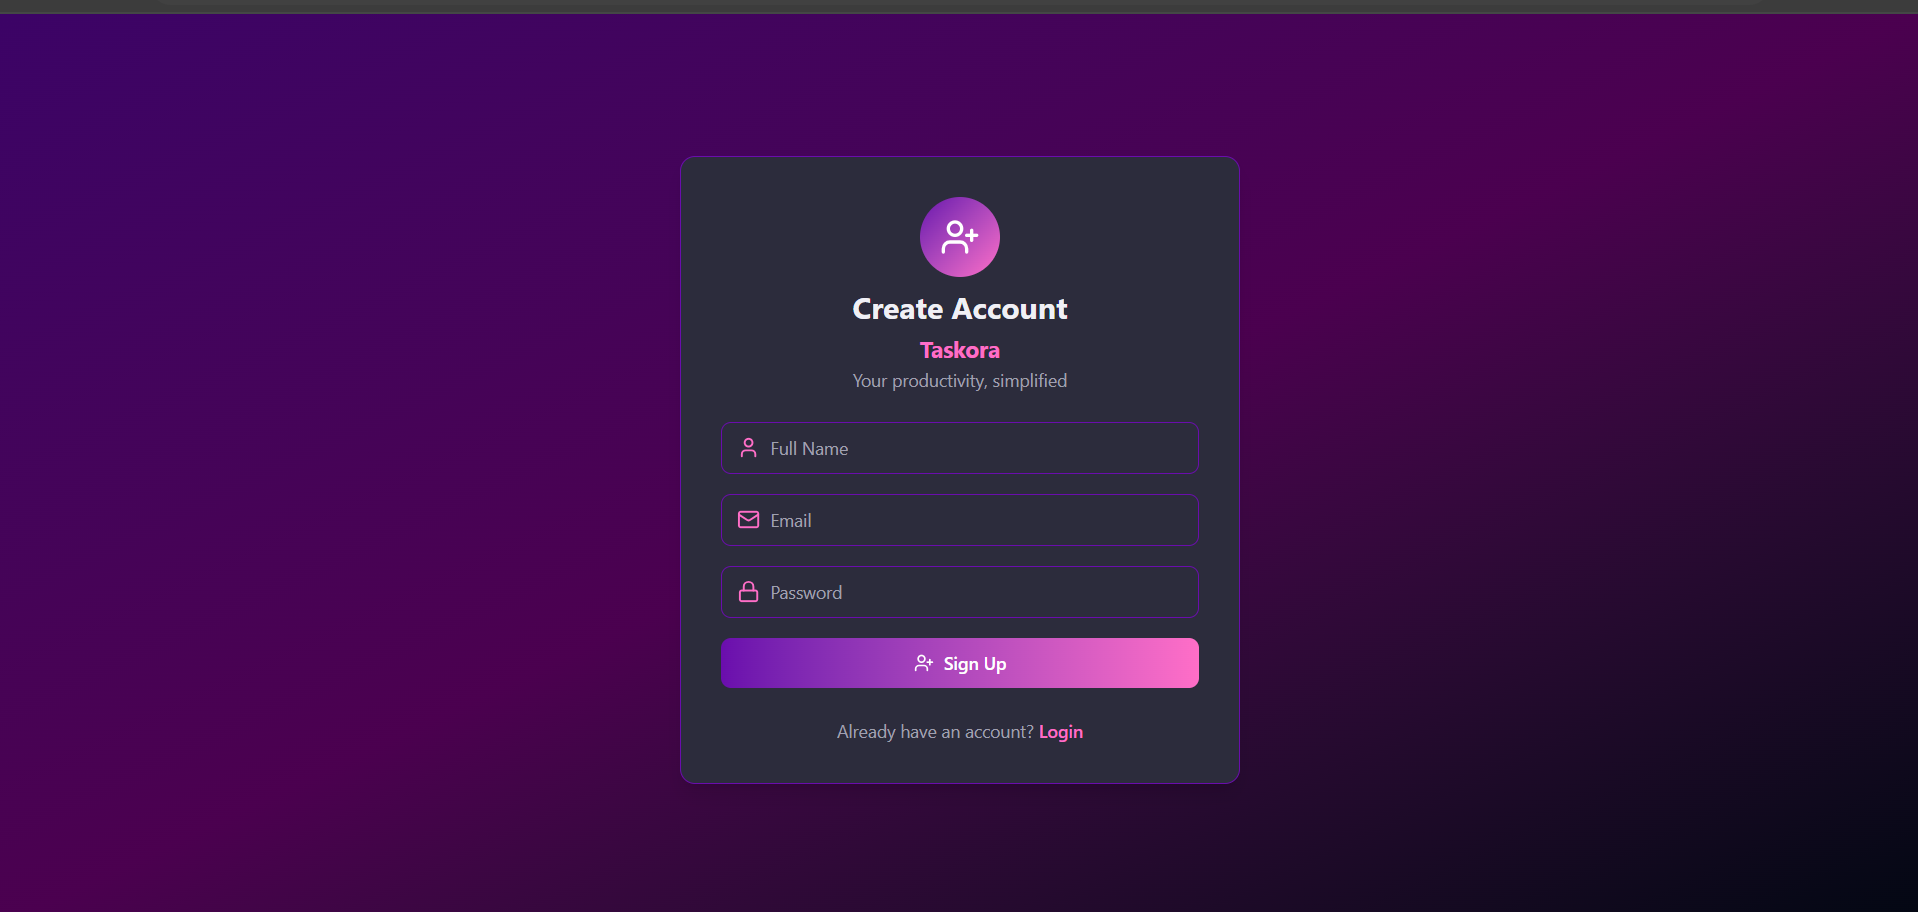 Create Account
Taskora
Your productivity, simplified
Full Name
Email
Password
Sign Up
Already have an account? Login